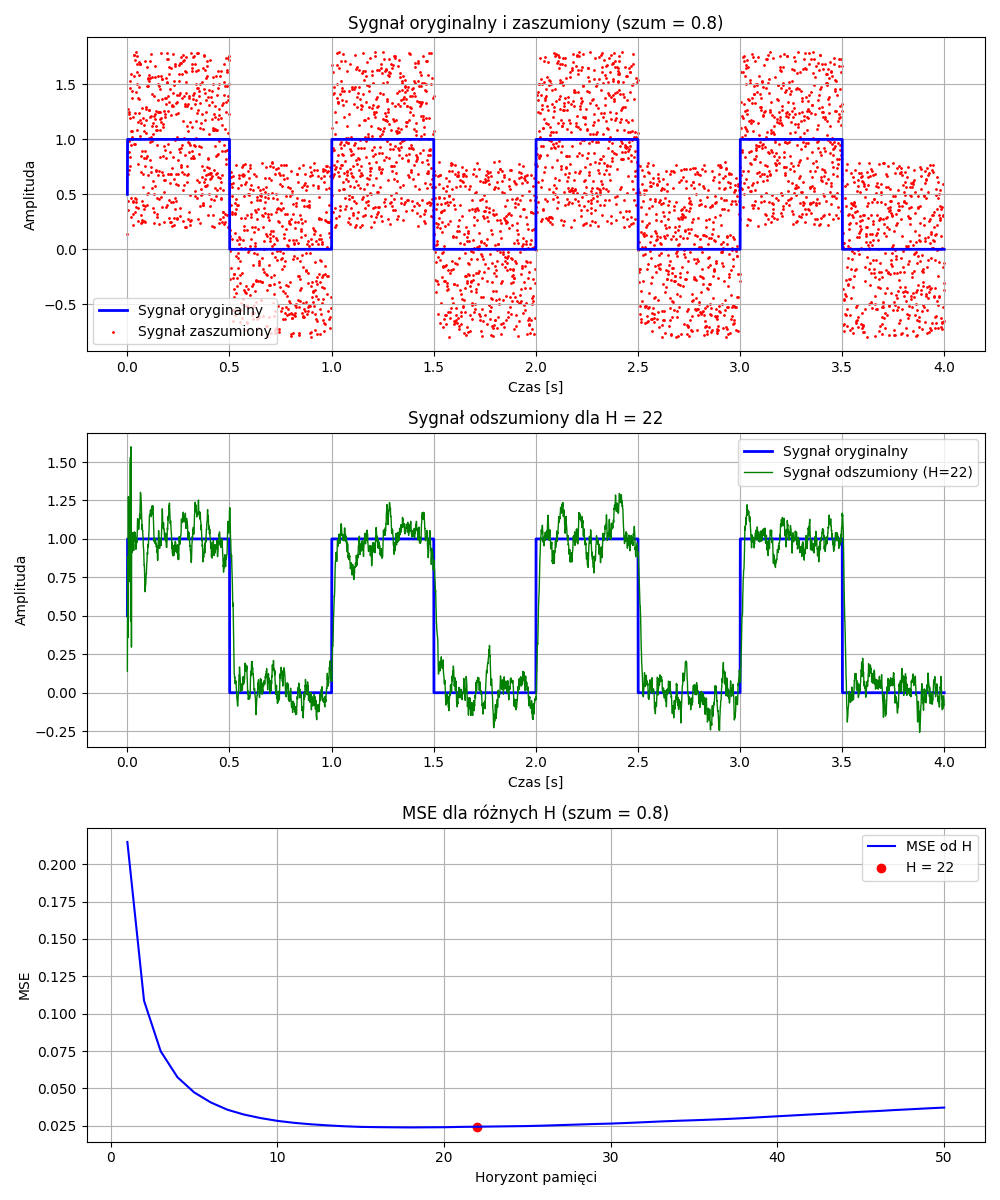 Sygnał oryginalny i zaszumiony (szum = 0.8)
Amplituda
1.5
1.0
0.5
0.0
−0.5
Sygnał oryginalny
Sygnał zaszumiony
0.0 0.5 1.0 1.5 2.0 2.5 3.0 3.5 4.0
Czas [s]
Sygnał odszumiony dla H = 22
Amplituda
1.50
1.25
1.00
0.75
0.50
0.25
0.00
−0.25
Sygnał oryginalny
Sygnał odszumiony (H=22)
0.0 0.5 1.0 1.5 2.0 2.5 3.0 3.5 4.0
Czas [s]
MSE dla różnych H (szum = 0.8)
MSE
0.200
0.175
0.150
0.125
0.100
0.075
0.050
0.025
MSE od H
H = 22
0 10 20 30 40 50
Horyzont pamięci